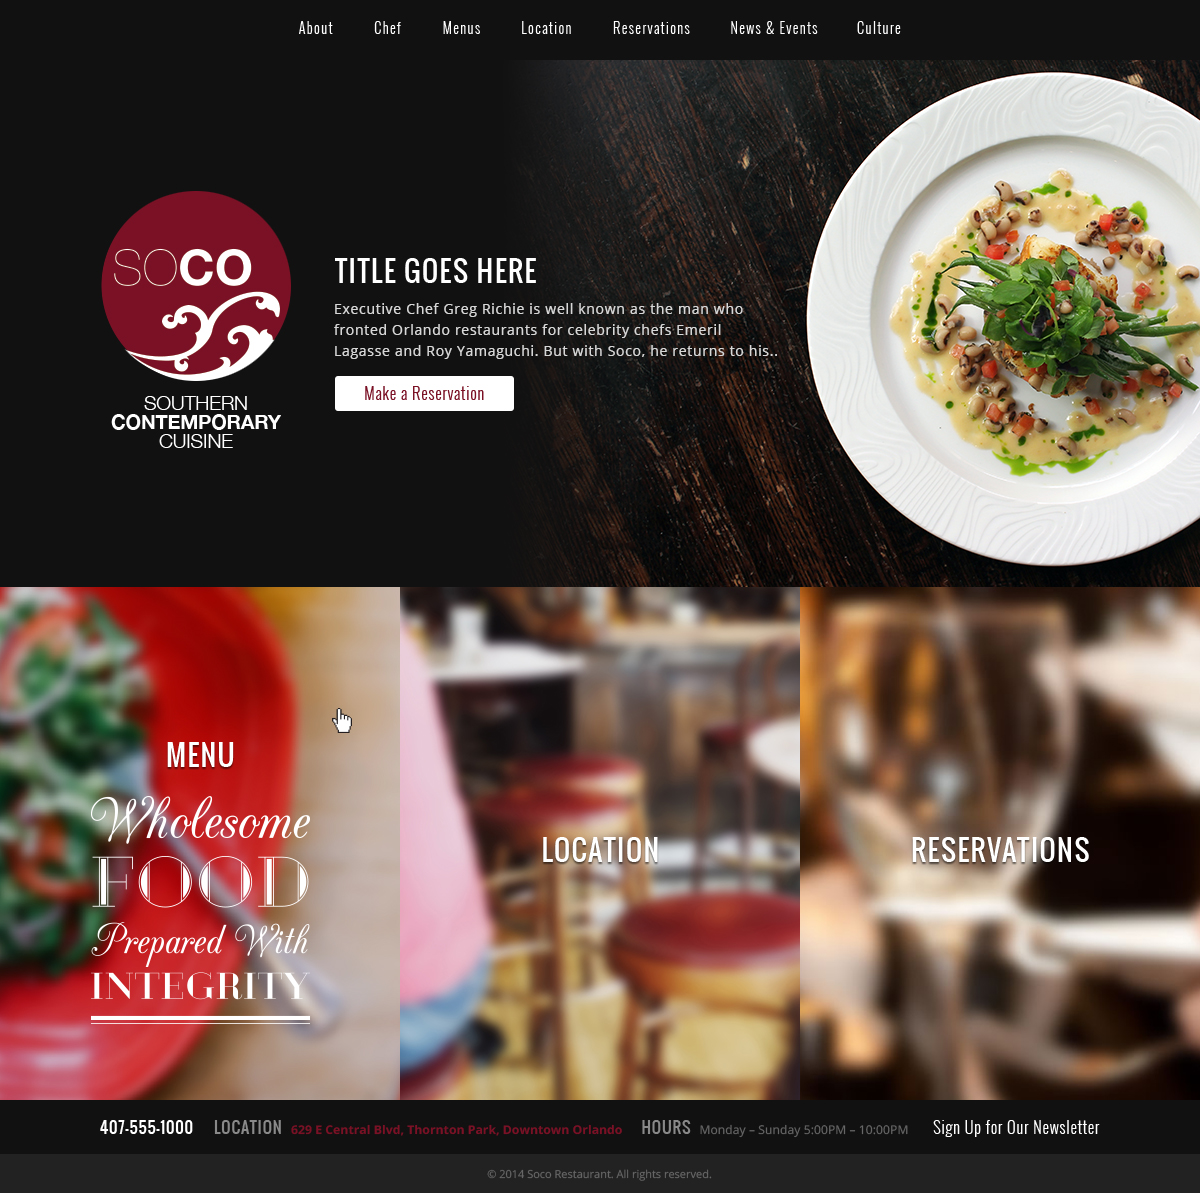 About Chef Menus Location Reservations News & Events Culture
SOCO
SOUTHERN
CONTEMPORARY
CUISINE
TITLE GOES HERE
Executive Chef Greg Richie is well known as the man who
fronted Orlando restaurants for celebrity chefs Emeril
Lagasse and Roy Yamaguchi. But with Soco, he returns to his..
Make a Reservation
MENU
Wholesome
FOOD
Prepared With
INTEGRITY
LOCATION
RESERVATIONS
407-555-1000 LOCATION 629 E Central Blvd, Thornton Park, Downtown Orlando HOURS Monday – Sunday 5:00PM – 10:00PM Sign Up for Our Newsletter
© 2014 Soco Restaurant. All rights reserved.